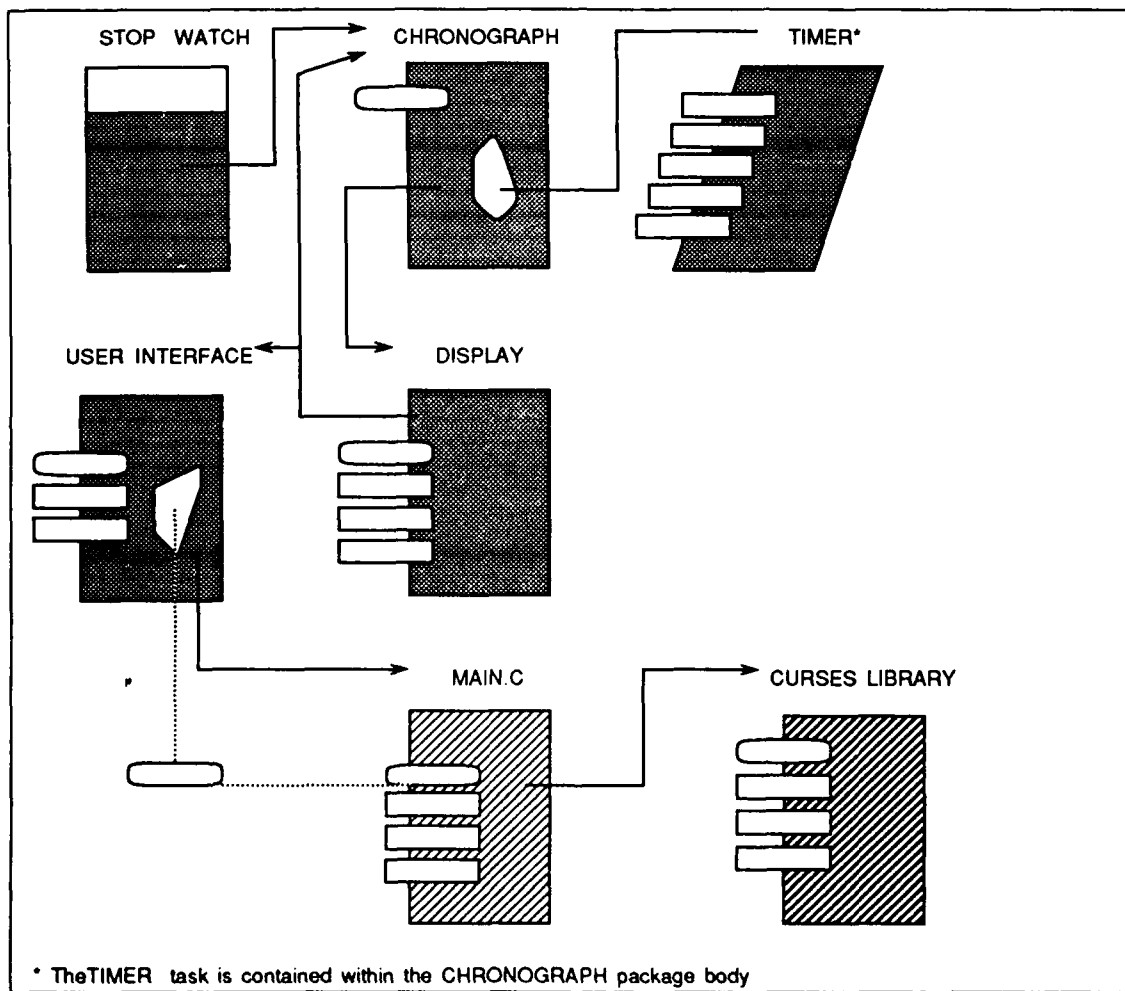 STOP WATCH
CHRONOGRAPH
TIMER*
USER INTERFACE
DISPLAY
MAIN.C
CURSES LIBRARY
* TheTIMER task is contained within the CHRONOGRAPH package body